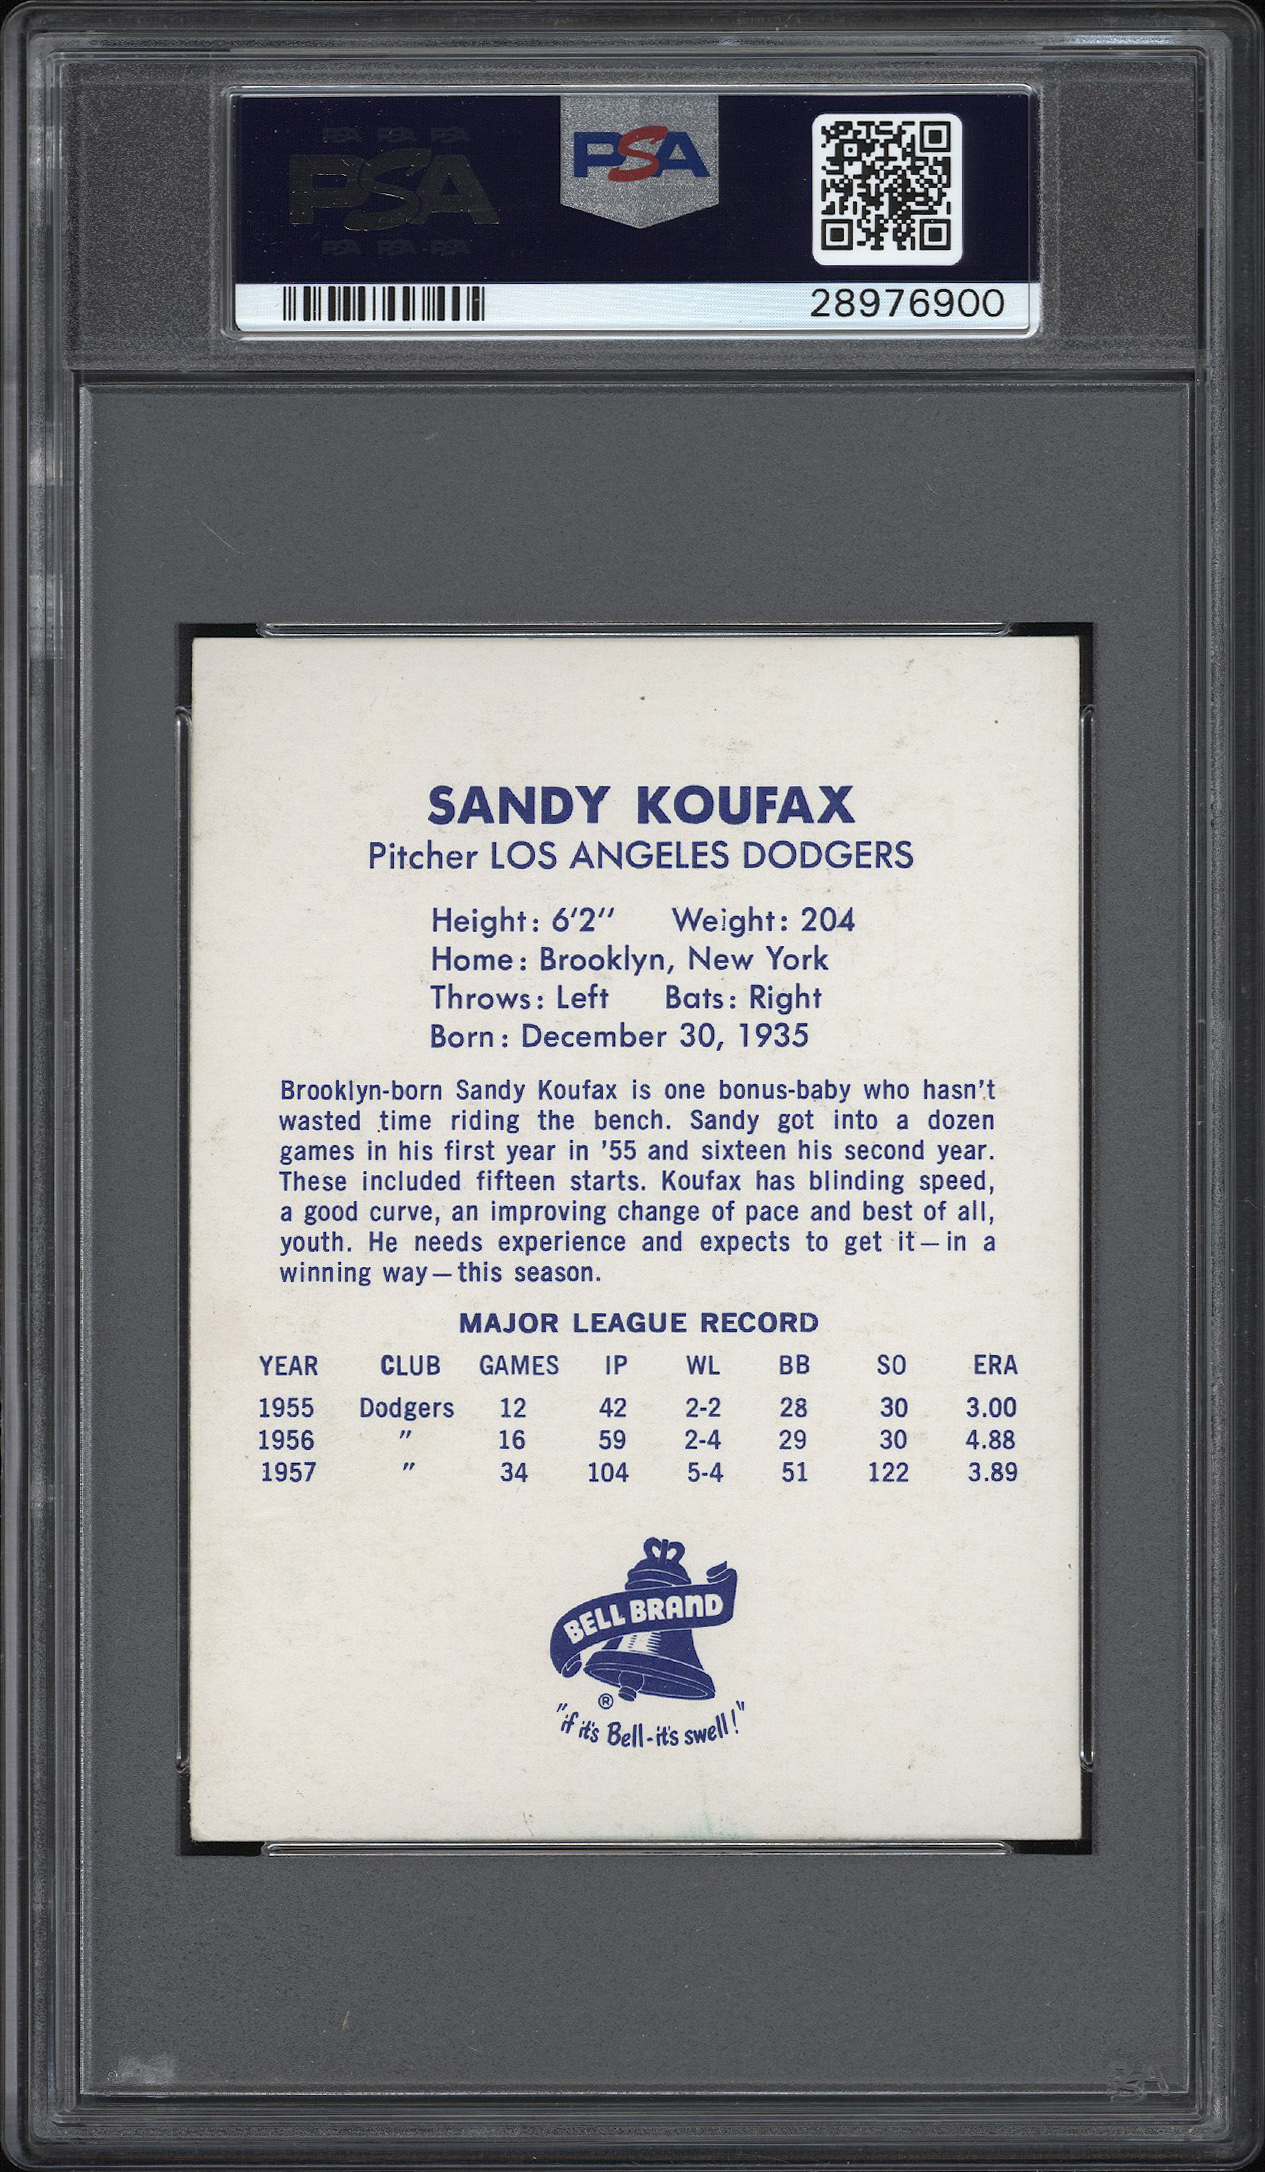 PSA PSA PSA
PSA
PSA PSA PSA
PSA
28976900
SANDY KOUFAX
Pitcher LOS ANGELES DODGERS
Height: 6'2" Weight: 204
Home: Brooklyn, New York
Throws: Left Bats: Right
Born: December 30, 1935
Brooklyn-born Sandy Koufax is one bonus-baby who hasn't
wasted time riding the bench. Sandy got into a dozen
games in his first year in '55 and sixteen his second year.
These included fifteen starts. Koufax has blinding speed,
a good curve, an improving change of pace and best of all,
youth. He needs experience and expects to get it—in a
winning way—this season.
MAJOR LEAGUE RECORD
YEAR CLUB GAMES IP WL BB SO ERA
1955 Dodgers 12 42 2-2 28 30 3.00
1956 " 16 59 2-4 29 30 4.88
1957 " 34 104 5-4 51 122 3.89
BELL BRAND
®
"if it's Bell-it's swell!"